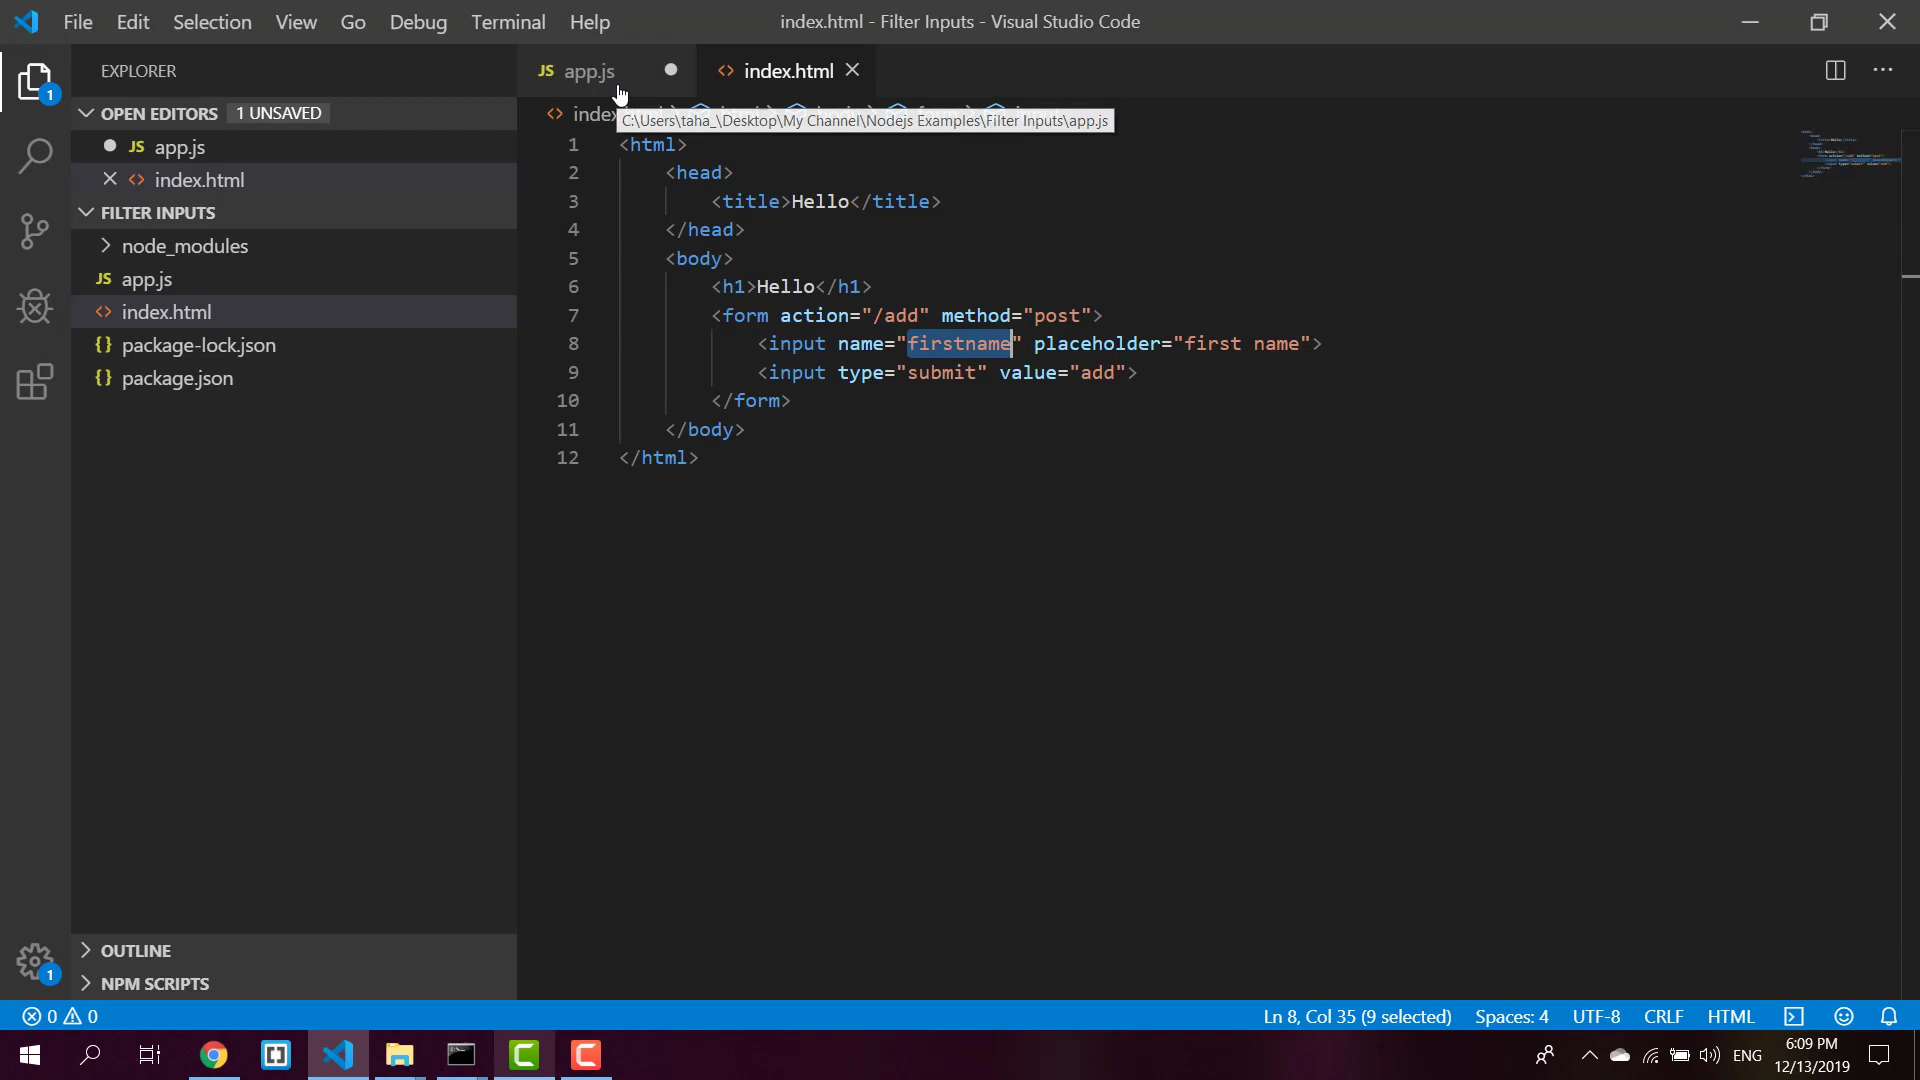 File Edit Selection View Go Debug Terminal Help
index.html - Filter Inputs - Visual Studio Code
EXPLORER
OPEN EDITORS 1 UNSAVED
JS app.js
index.html
FILTER INPUTS
node_modules
JS app.js
index.html
{} package-lock.json
{} package.json
OUTLINE
NPM SCRIPTS
1
1
JS app.js
index.html
C:\Users\taha_\Desktop\My Channel\Nodejs Examples\Filter Inputs\app.js
1 <html>
2 <head>
3 <title>Hello</title>
4 </head>
5 <body>
6 <h1>Hello</h1>
7 <form action="/add" method="post">
8 <input name="firstname" placeholder="first name">
9 <input type="submit" value="add">
10 </form>
11 </body>
12 </html>
0 0
Ln 8, Col 35 (9 selected) Spaces: 4 UTF-8 CRLF HTML
ENG
6:09 PM
12/13/2019